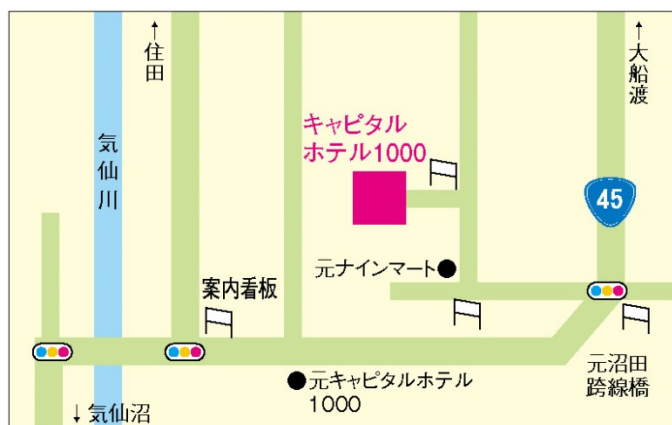 ↑住田
↑大船渡
気仙川
キャピタル
ホテル1000
45
元ナインマート
案内看板
元沼田
跨線橋
元キャピタルホテル
1000
↓気仙沼